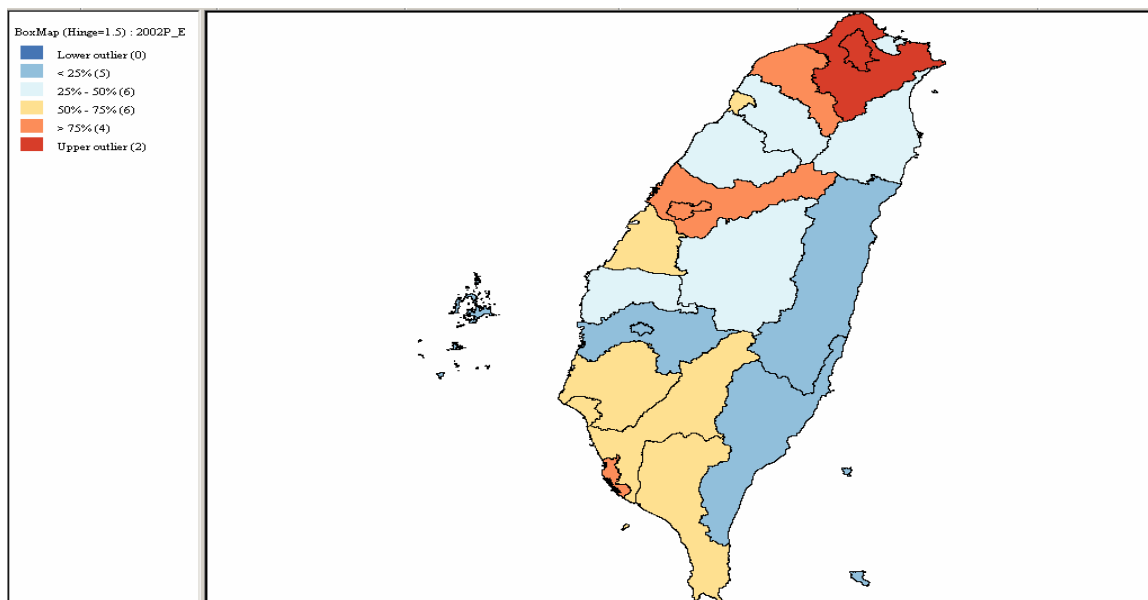 BoxMap (Hinge=1.5) : 2002P_E
Lower outlier (0)
< 25% (5)
25% - 50% (6)
50% - 75% (6)
> 75% (4)
Upper outlier (2)